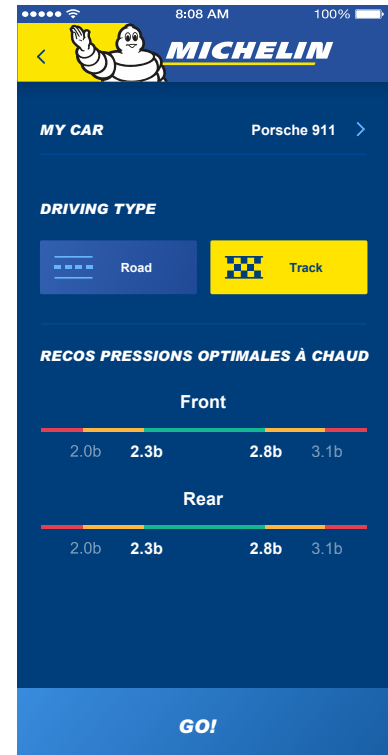 8:08 AM 100%
MICHELIN
MY CAR Porsche 911
DRIVING TYPE
Road Track
RECOS PRESSIONS OPTIMALES À CHAUD
Front
2.0b 2.3b 2.8b 3.1b
Rear
2.0b 2.3b 2.8b 3.1b
GO!